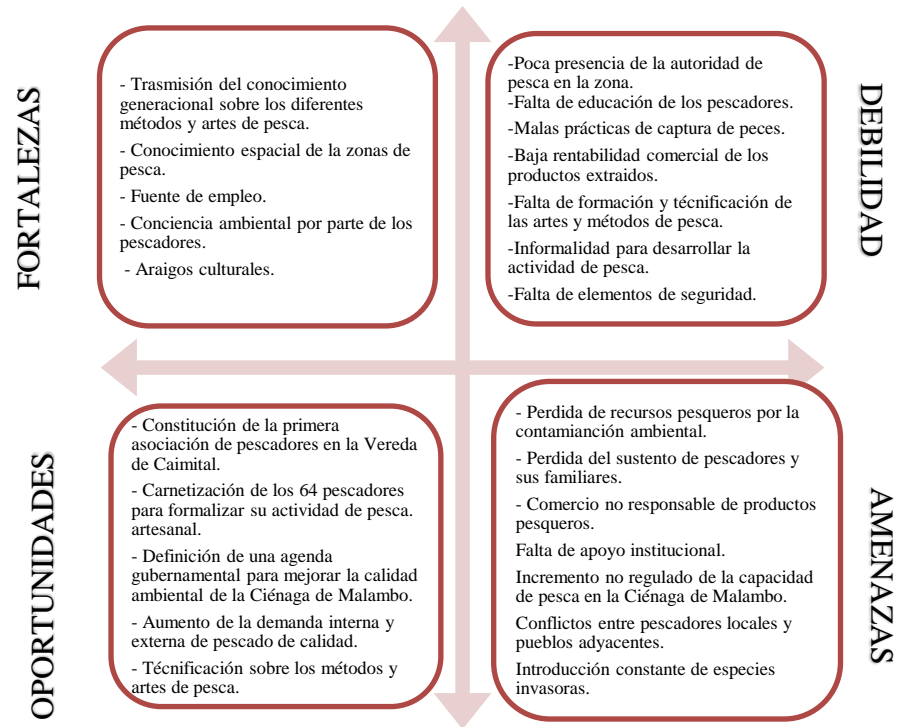 FORTALEZAS
- Trasmisión del conocimiento
generacional sobre los diferentes
métodos y artes de pesca.
- Conocimiento espacial de la zonas de
pesca.
- Fuente de empleo.
- Conciencia ambiental por parte de los
pescadores.
- Araigos culturales.
DEBILIDAD
-Poca presencia de la autoridad de
pesca en la zona.
-Falta de educación de los pescadores.
-Malas prácticas de captura de peces.
-Baja rentabilidad comercial de los
productos extraidos.
-Falta de formación y técnificación de
las artes y métodos de pesca.
-Informalidad para desarrollar la
actividad de pesca.
-Falta de elementos de seguridad.
OPORTUNIDADES
- Constitución de la primera
asociación de pescadores en la Vereda
de Caimital.
- Carnetización de los 64 pescadores
para formalizar su actividad de pesca.
artesanal.
- Definición de una agenda
gubernamental para mejorar la calidad
ambiental de la Ciénaga de Malambo.
- Aumento de la demanda interna y
externa de pescado de calidad.
- Técnificación sobre los métodos y
artes de pesca.
AMENAZAS
- Perdida de recursos pesqueros por la
contamianción ambiental.
- Perdida del sustento de pescadores y
sus familiares.
- Comercio no responsable de productos
pesqueros.
Falta de apoyo institucional.
Incremento no regulado de la capacidad
de pesca en la Ciénaga de Malambo.
Conflictos entre pescadores locales y
pueblos adyacentes.
Introducción constante de especies
invasoras.